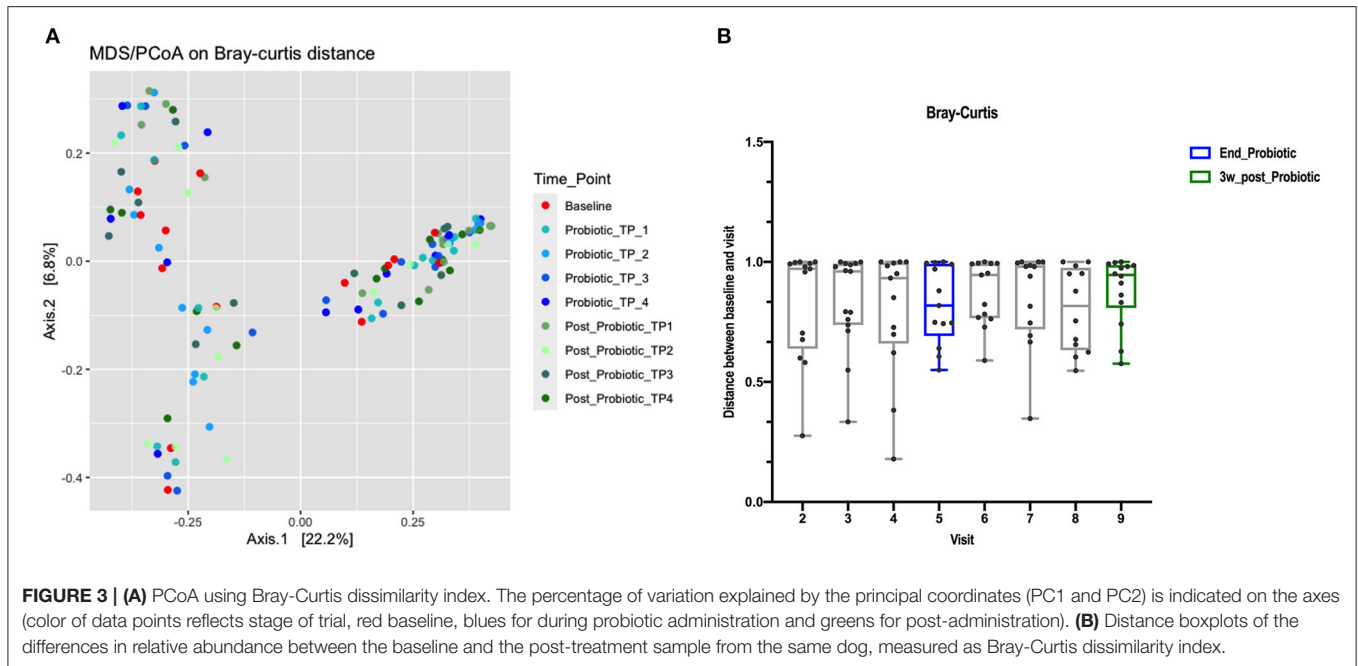 A
MDS/PCoA on Bray-curtis distance
0.2
0.0
-0.2
-0.4
Axis.2 [6.8%]
-0.25
0.00
0.25
Axis.1 [22.2%]
Time_Point
Baseline
Probiotic_TP_1
Probiotic_TP_2
Probiotic_TP_3
Probiotic_TP_4
Post_Probiotic_TP1
Post_Probiotic_TP2
Post_Probiotic_TP3
Post_Probiotic_TP4
B
Bray-Curtis
1.5
1.0
0.5
0.0
Distance between baseline and visit
2 3 4 5 6 7 8 9
Visit
End_Probiotic
3w_post_Probiotic
FIGURE 3 | (A) PCoA using Bray-Curtis dissimilarity index. The percentage of variation explained by the principal coordinates (PC1 and PC2) is indicated on the axes
(color of data points reflects stage of trial, red baseline, blues for during probiotic administration and greens for post-administration). (B) Distance boxplots of the
differences in relative abundance between the baseline and the post-treatment sample from the same dog, measured as Bray-Curtis dissimilarity index.